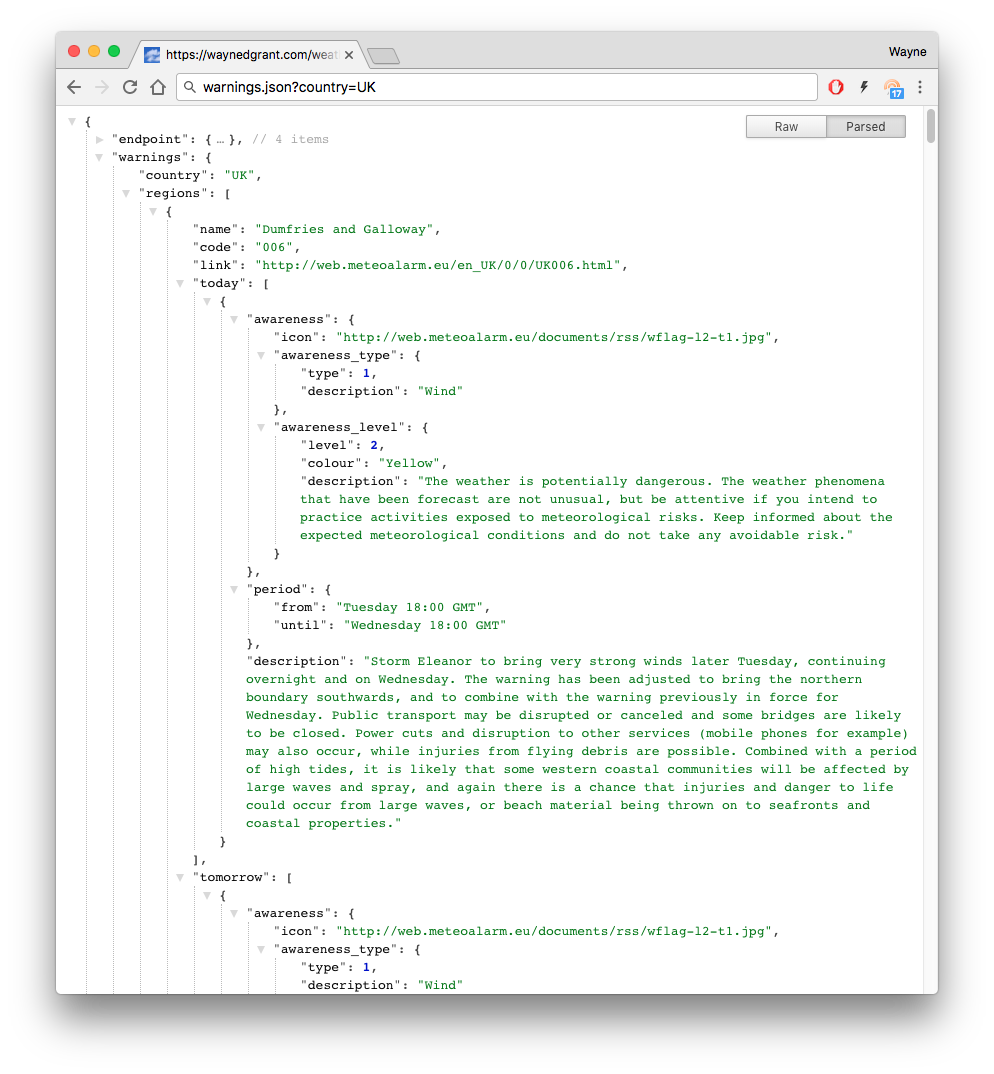 https://waynedgrant.com/weat
Wayne
warnings.json?country=UK
17
Raw
Parsed
{
"endpoint": { … }, // 4 items
"warnings": {
"country": "UK",
"regions": [
{
"name": "Dumfries and Galloway",
"code": "006",
"link": "http://web.meteoalarm.eu/en_UK/0/0/UK006.html",
"today": [
{
"awareness": {
"icon": "http://web.meteoalarm.eu/documents/rss/wflag-l2-t1.jpg",
"awareness_type": {
"type": 1,
"description": "Wind"
},
"awareness_level": {
"level": 2,
"colour": "Yellow",
"description": "The weather is potentially dangerous. The weather phenomena
that have been forecast are not unusual, but be attentive if you intend to
practice activities exposed to meteorological risks. Keep informed about the
expected meteorological conditions and do not take any avoidable risk."
}
},
"period": {
"from": "Tuesday 18:00 GMT",
"until": "Wednesday 18:00 GMT"
},
"description": "Storm Eleanor to bring very strong winds later Tuesday, continuing
overnight and on Wednesday. The warning has been adjusted to bring the northern
boundary southwards, and to combine with the warning previously in force for
Wednesday. Public transport may be disrupted or canceled and some bridges are likely
to be closed. Power cuts and disruption to other services (mobile phones for example)
may also occur, while injuries from flying debris are possible. Combined with a period
of high tides, it is likely that some western coastal communities will be affected by
large waves and spray, and again there is a chance that injuries and danger to life
could occur from large waves, or beach material being thrown on to seafronts and
coastal properties."
}
],
"tomorrow": [
{
"awareness": {
"icon": "http://web.meteoalarm.eu/documents/rss/wflag-l2-t1.jpg",
"awareness_type": {
"type": 1,
"description": "Wind"